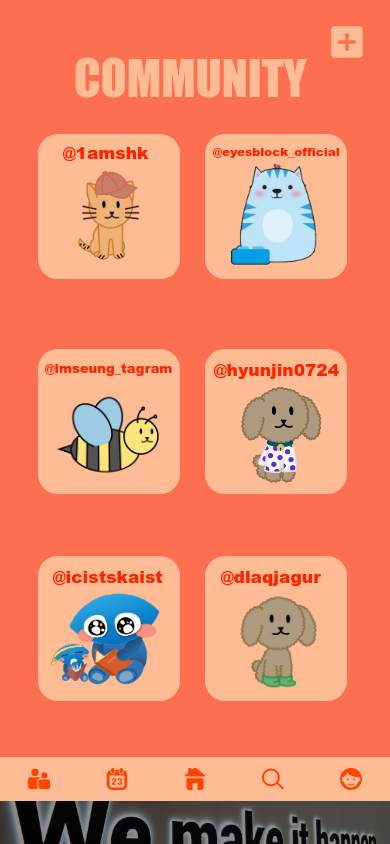 COMMUNITY
@1amshk
@eyesblock_official
@lmseung_tagram
@hyunjin0724
@icistskaist
@dlaqjagur
23
We make it happen